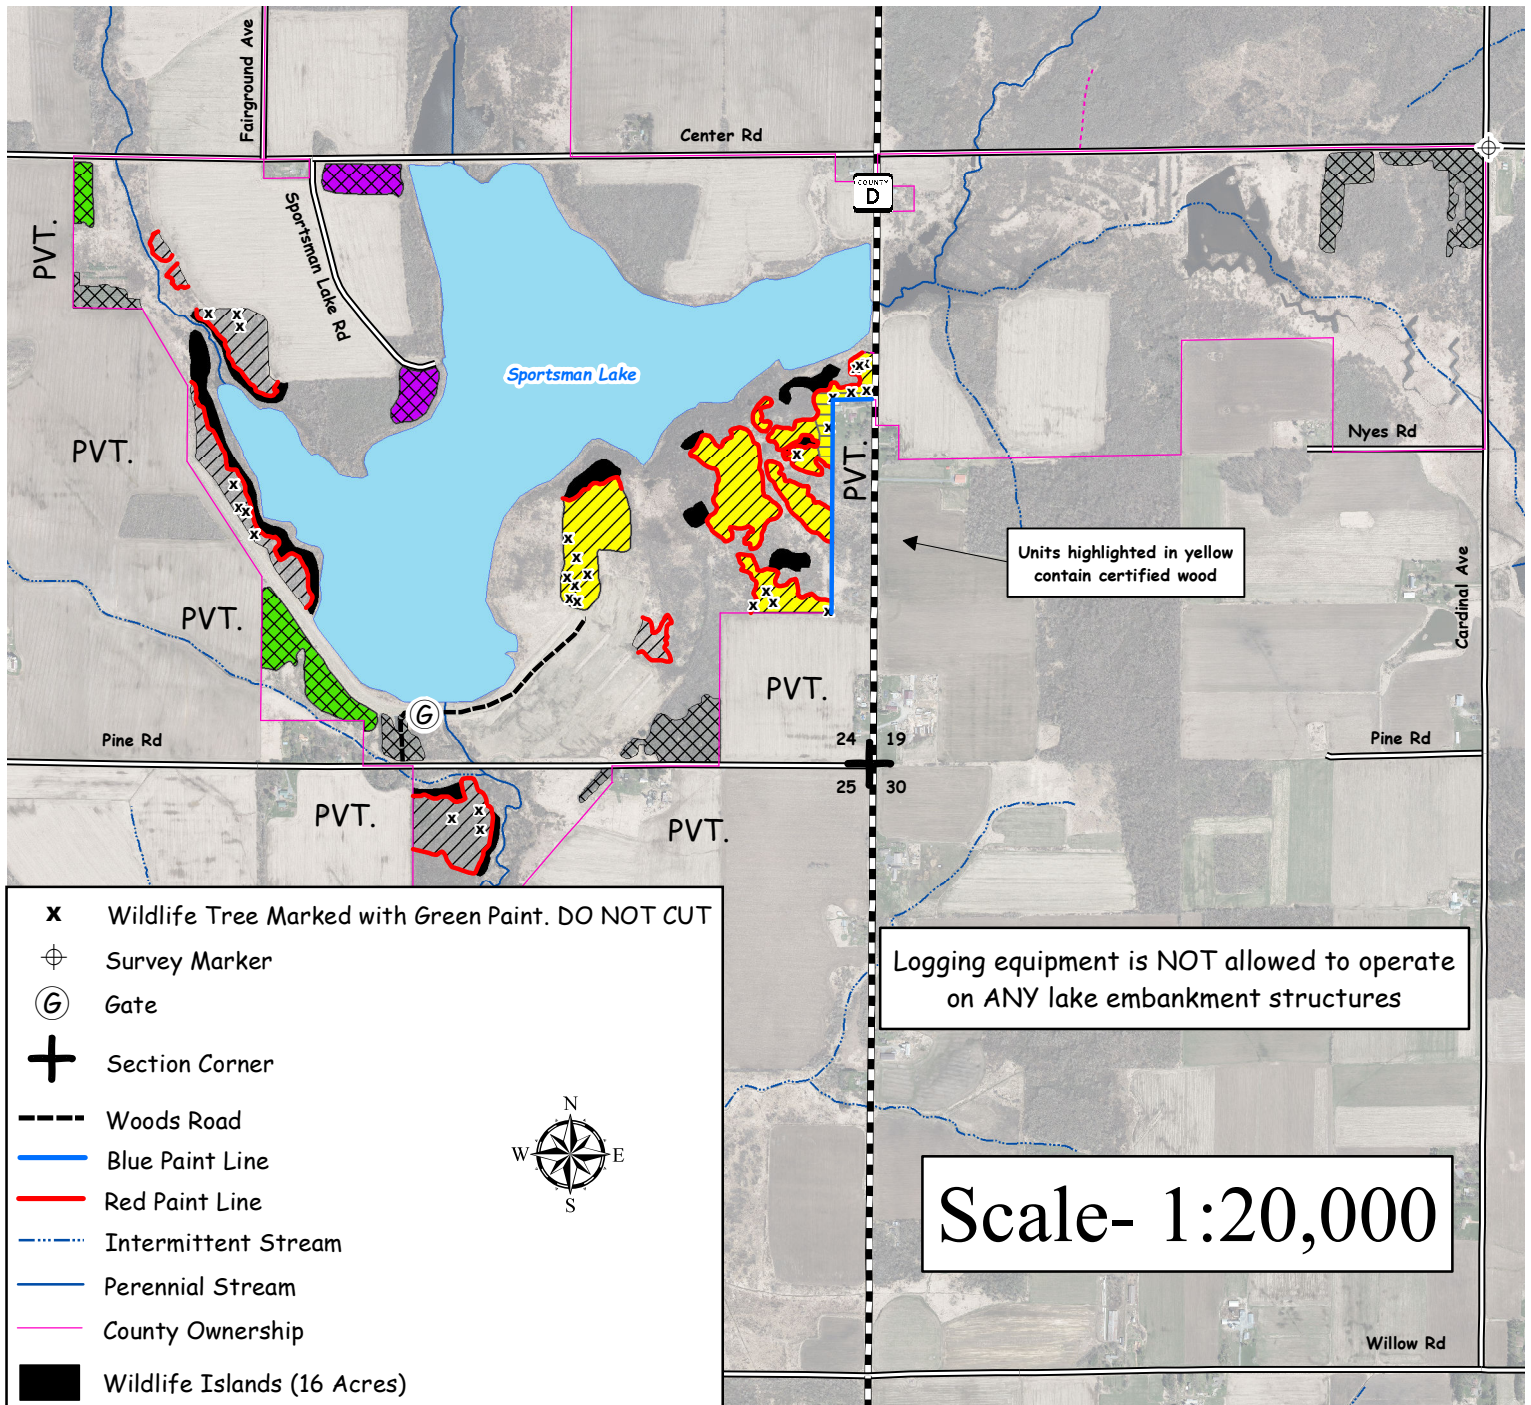 Fairground Ave
Center Rd
COUNTY
D
PVT.
Sportsman Lake Rd
Sportsman Lake
PVT.
PVT.
Nyes Rd
Units highlighted in yellow
contain certified wood
Cardinal Ave
PVT.
PVT.
G
Pine Rd
24 19
25 30
Pine Rd
PVT.
PVT.
x Wildlife Tree Marked with Green Paint. DO NOT CUT
Survey Marker
G Gate
Section Corner
Woods Road
Blue Paint Line
Red Paint Line
Intermittent Stream
Perennial Stream
County Ownership
Wildlife Islands (16 Acres)
N
W E
S
Logging equipment is NOT allowed to operate
on ANY lake embankment structures
Scale- 1:20,000
Willow Rd